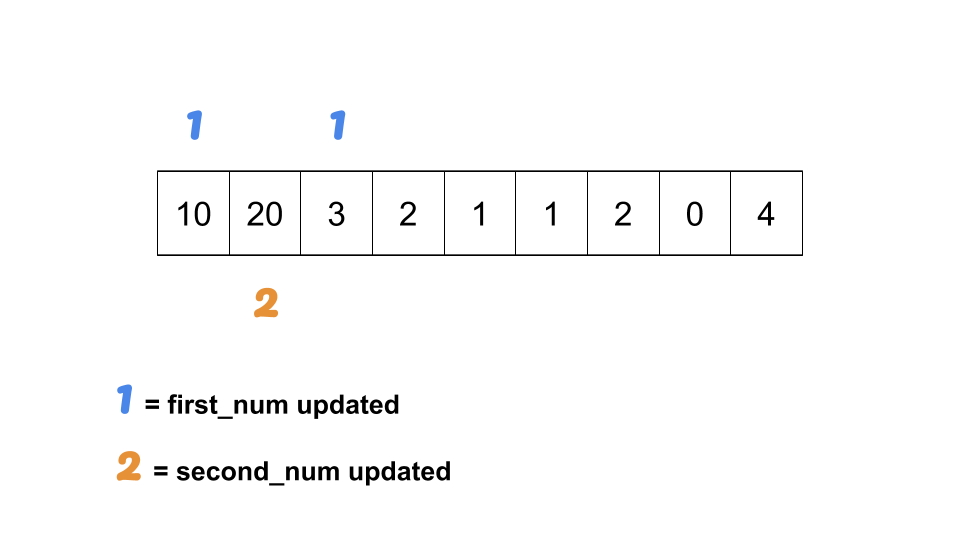 1 1
10 20 3 2 1 1 2 0 4
2
1 = first_num updated
2 = second_num updated